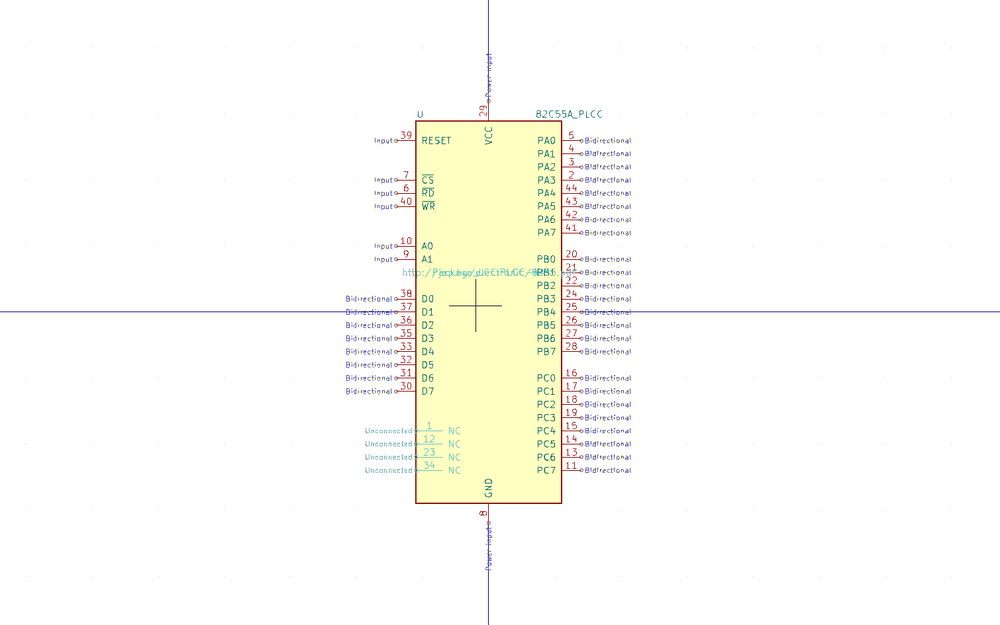 Power input
29
U 82C55A_PLCC
VCC
Input 39 RESET PA0 5 Bidirectional
PA1 4 Bidirectional
PA2 3 Bidirectional
Input 7 CS PA3 2 Bidirectional
Input 6 RD PA4 44 Bidirectional
Input 40 WR PA5 43 Bidirectional
PA6 42 Bidirectional
PA7 41 Bidirectional
Input 10 A0
Input 9 A1 PB0 20 Bidirectional
PB1 21 Bidirectional
PB2 22 Bidirectional
Bidirectional 38 D0 PB3 24 Bidirectional
Bidirectional 37 D1 PB4 25 Bidirectional
Bidirectional 36 D2 PB5 26 Bidirectional
Bidirectional 35 D3 PB6 27 Bidirectional
Bidirectional 33 D4 PB7 28 Bidirectional
Bidirectional 32 D5
Bidirectional 31 D6 PC0 16 Bidirectional
Bidirectional 30 D7 PC1 17 Bidirectional
PC2 18 Bidirectional
PC3 19 Bidirectional
Unconnected 1 NC PC4 15 Bidirectional
Unconnected 12 NC PC5 14 Bidirectional
Unconnected 23 NC PC6 13 Bidirectional
Unconnected 34 NC PC7 11 Bidirectional
GND
8
Power input